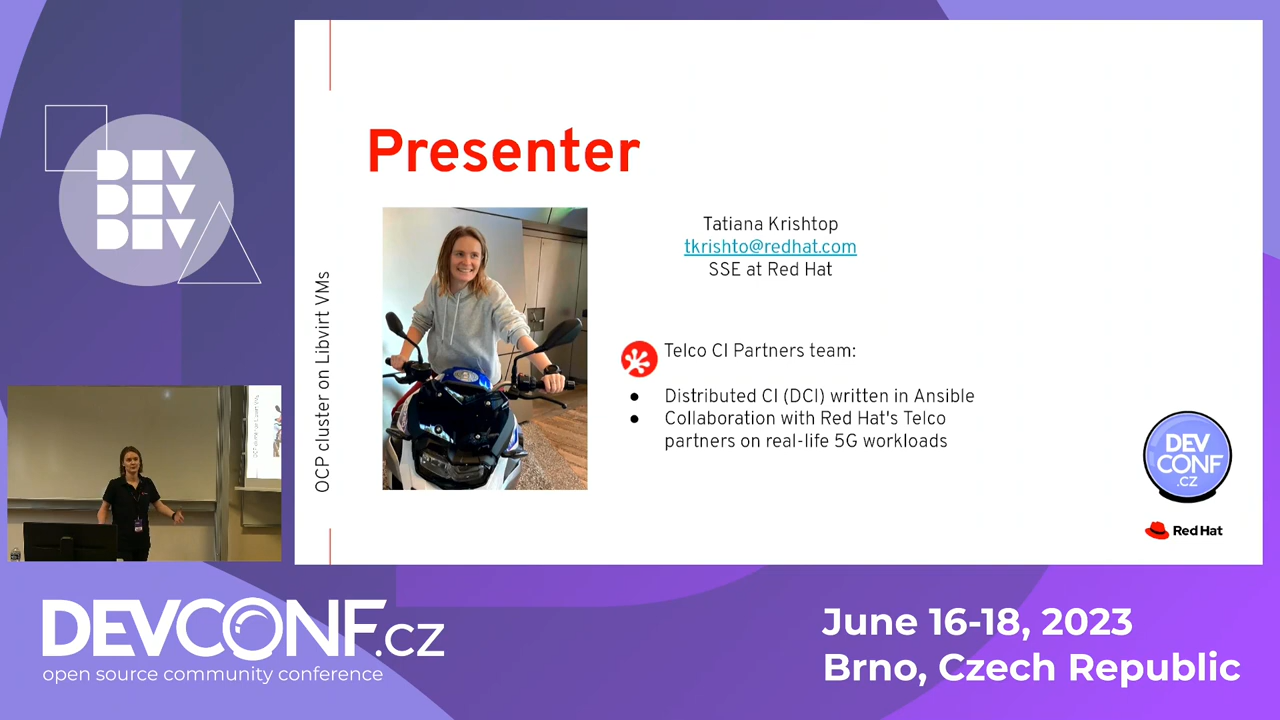 DEV
DEV
DEV
Presenter
Tatiana Krishtop
tkrishto@redhat.com
SSE at Red Hat
OCP cluster on Libvirt VMs
Telco CI Partners team:
● Distributed CI (DCI) written in Ansible
● Collaboration with Red Hat's Telco
partners on real-life 5G workloads
DEV
CONF
.CZ
Red Hat
DEVCONF.cz
open source community conference
June 16-18, 2023
Brno, Czech Republic